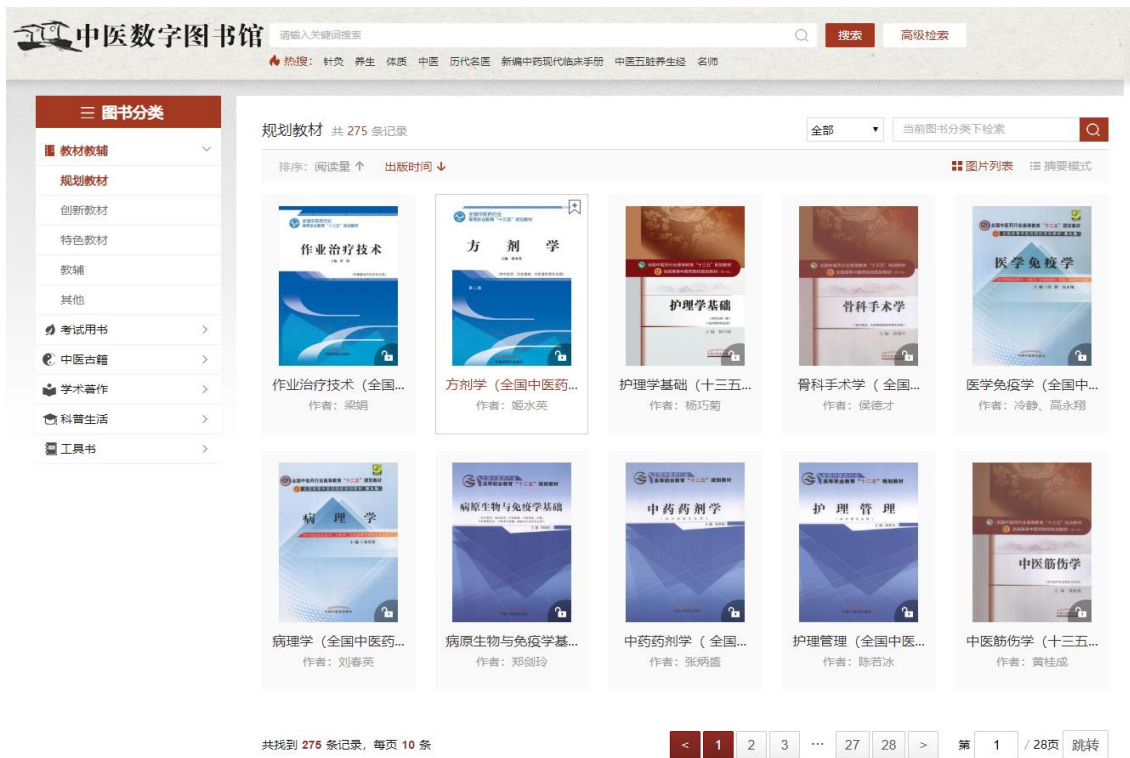 中医数字图书馆
请输入关键词搜索
搜索
高级检索
热搜： 针灸 养生 体质 中医 历代名医 新编中药现代临床手册 中医五脏养生经 名师
图书分类
教材教辅
规划教材
创新教材
特色教材
教辅
其他
考试用书
中医古籍
学术著作
科普生活
工具书
规划教材 共 275 条记录
全部
当前图书分类下检索
排序： 阅读量 出版时间
图片列表 摘要模式
作业治疗技术
方剂学
护理学基础
骨科手术学
医学免疫学
作业治疗技术（全国...
作者：梁娟
方剂学（全国中医药...
作者：姬水英
护理学基础（十三五...
作者：杨巧菊
骨科手术学（ 全国...
作者：侯德才
医学免疫学（全国中...
作者：冷静、高永翔
病理学
病原生物与免疫学基础
中药药剂学
护理管理
中医筋伤学
病理学（全国中医药...
作者：刘春英
病原生物与免疫学基...
作者：郑剑玲
中药药剂学（ 全国...
作者：张炳盛
护理管理（全国中医...
作者：陈若冰
中医筋伤学（十三五...
作者：黄桂成
共找到 275 条记录，每页 10 条
< 1 2 3 ... 27 28 > 第 1 / 28页 跳转